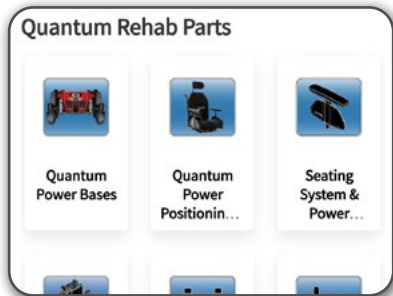 Quantum Rehab Parts
Quantum
Power Bases
Quantum
Power
Positionin...
Seating
System &
Power...